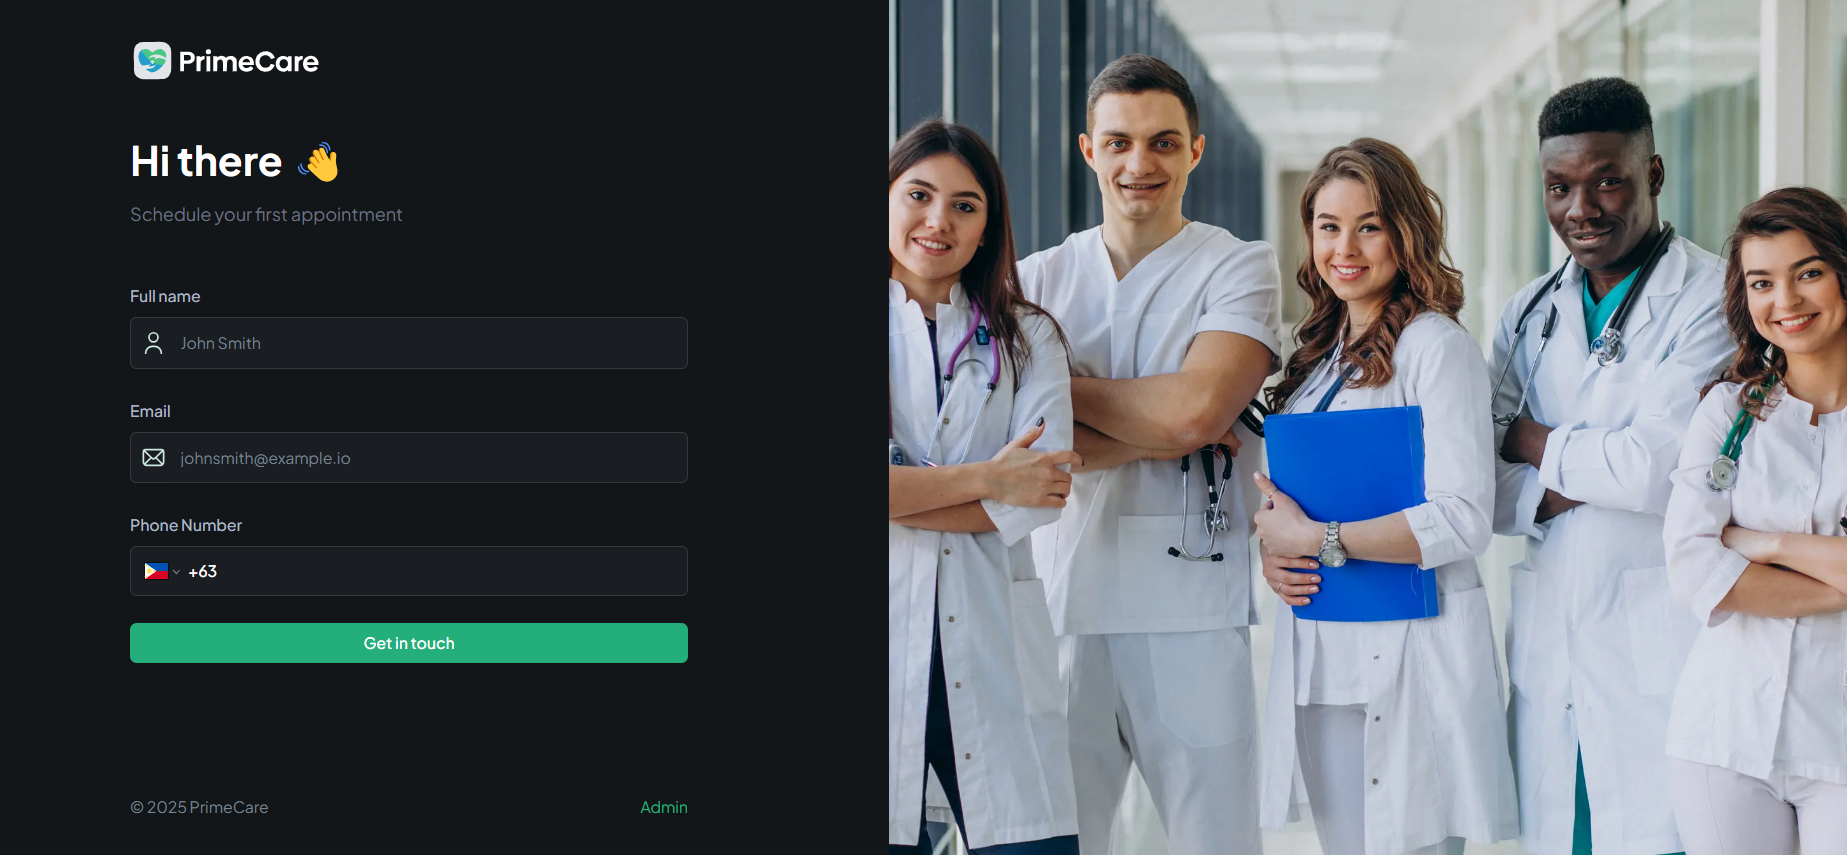 PrimeCare
Hi there 👋
Schedule your first appointment
Full name
John Smith
Email
johnsmith@example.io
Phone Number
+63
Get in touch
© 2025 PrimeCare
Admin